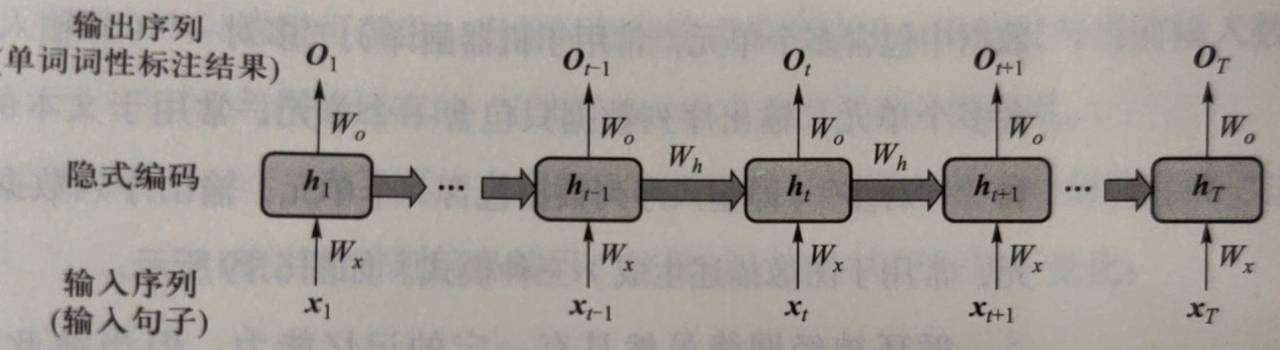 输出序列
(单词词性标注结果)
O1 Ot−1 Ot Ot+1 OT
Wo Wo Wo Wo Wo
隐式编码
h1 ··· ht−1 Wh ht Wh ht+1 ··· hT
Wx Wx Wx Wx Wx
输入序列
(输入句子)
x1 xt−1 xt xt+1 xT